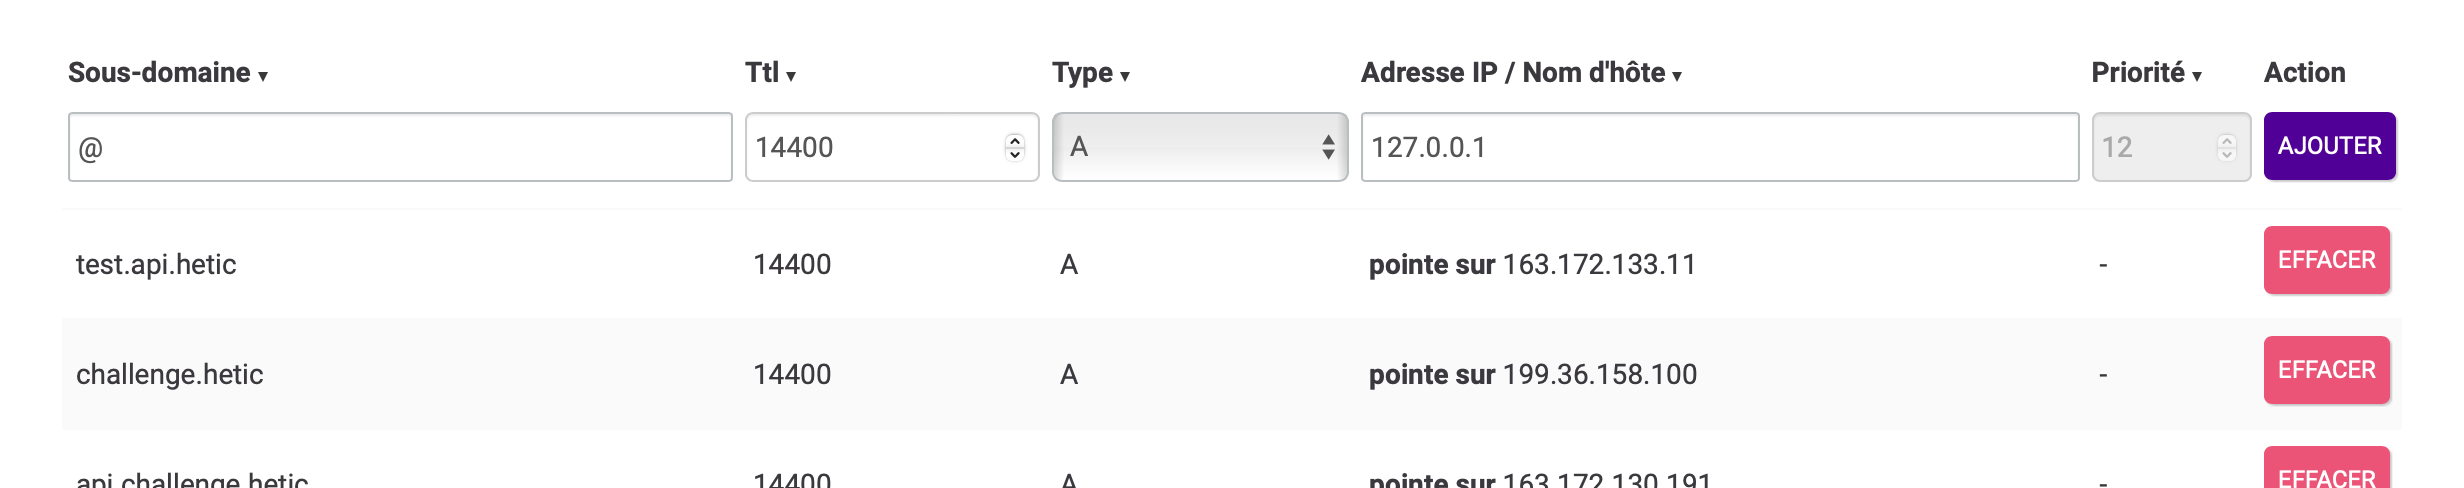 Sous-domaine ▼ Ttl ▼ Type ▼ Adresse IP / Nom d'hôte ▼ Priorité ▼ Action
@ 14400 A 127.0.0.1 12 AJOUTER
test.api.hetic 14400 A pointe sur 163.172.133.11 - EFFACER
challenge.hetic 14400 A pointe sur 199.36.158.100 - EFFACER
api.challenge.hetic 14400 A pointe sur 163.172.130.191 - EFFACER